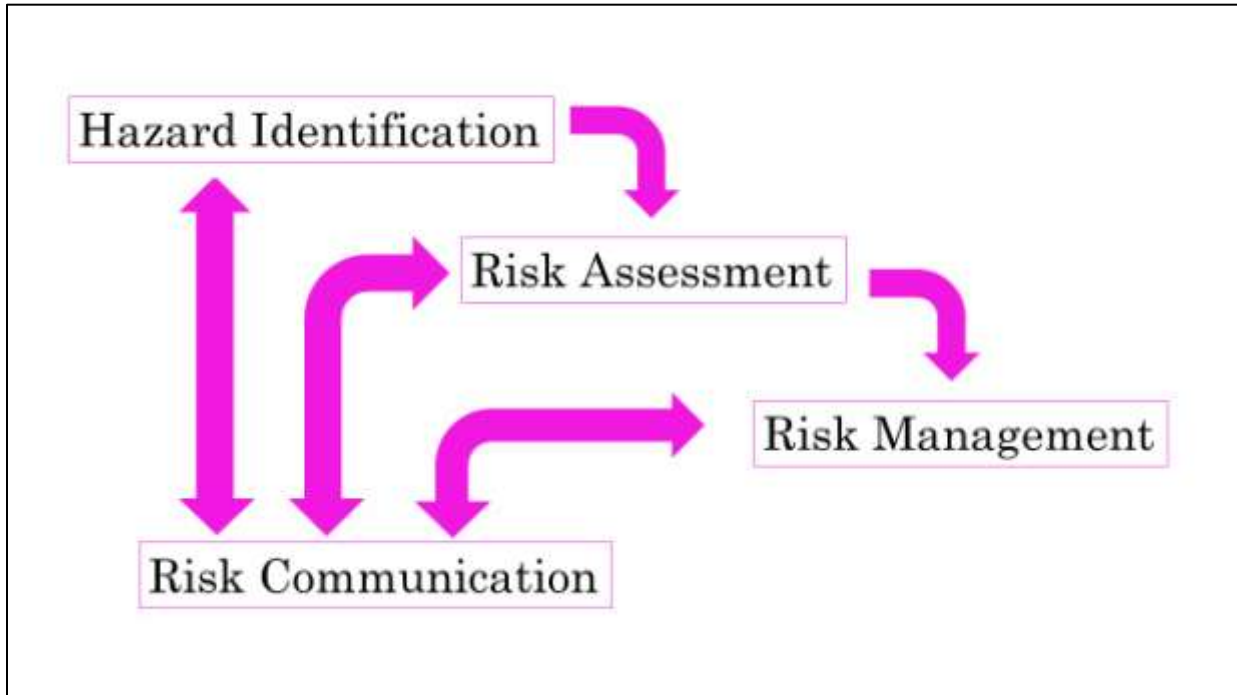 Hazard Identification
Risk Assessment
Risk Management
Risk Communication